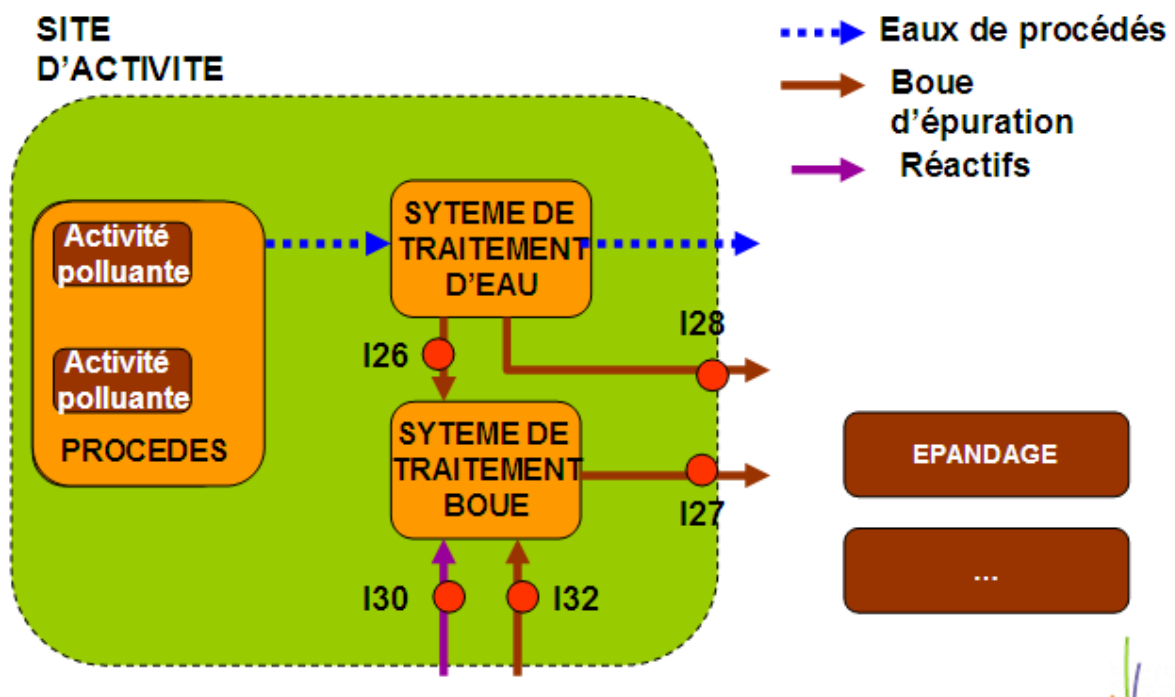 SITE
D'ACTIVITE
Eaux de procédés
Boue
d'épuration
Réactifs
Activité
polluante
Activité
polluante
PROCEDES
SYTEME DE
TRAITEMENT
D'EAU
I26
I28
SYTEME DE
TRAITEMENT
BOUE
I27
I30
I32
EPANDAGE
...